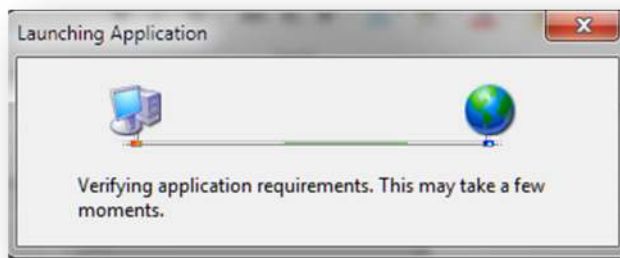 Launching Application
Verifying application requirements. This may take a few
moments.